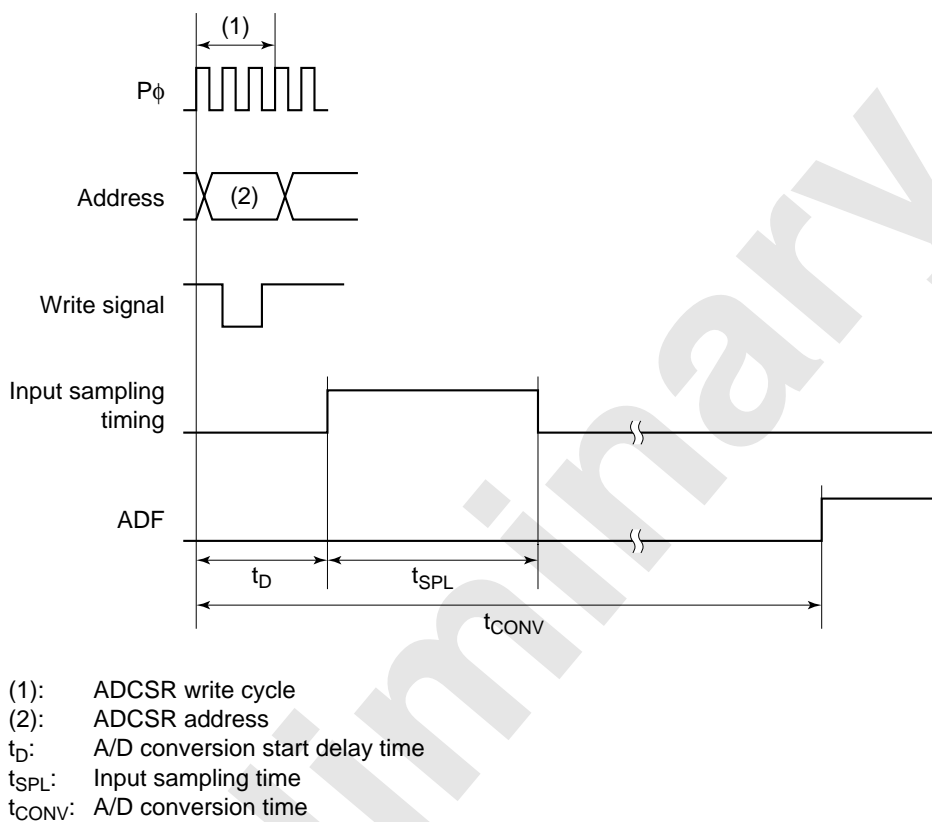 (1)
Pϕ
Address
(2)
Write signal
Input sampling
timing
ADF
tD
tSPL
tCONV
(1): ADCSR write cycle
(2): ADCSR address
tD: A/D conversion start delay time
tSPL: Input sampling time
tCONV: A/D conversion time
liminary